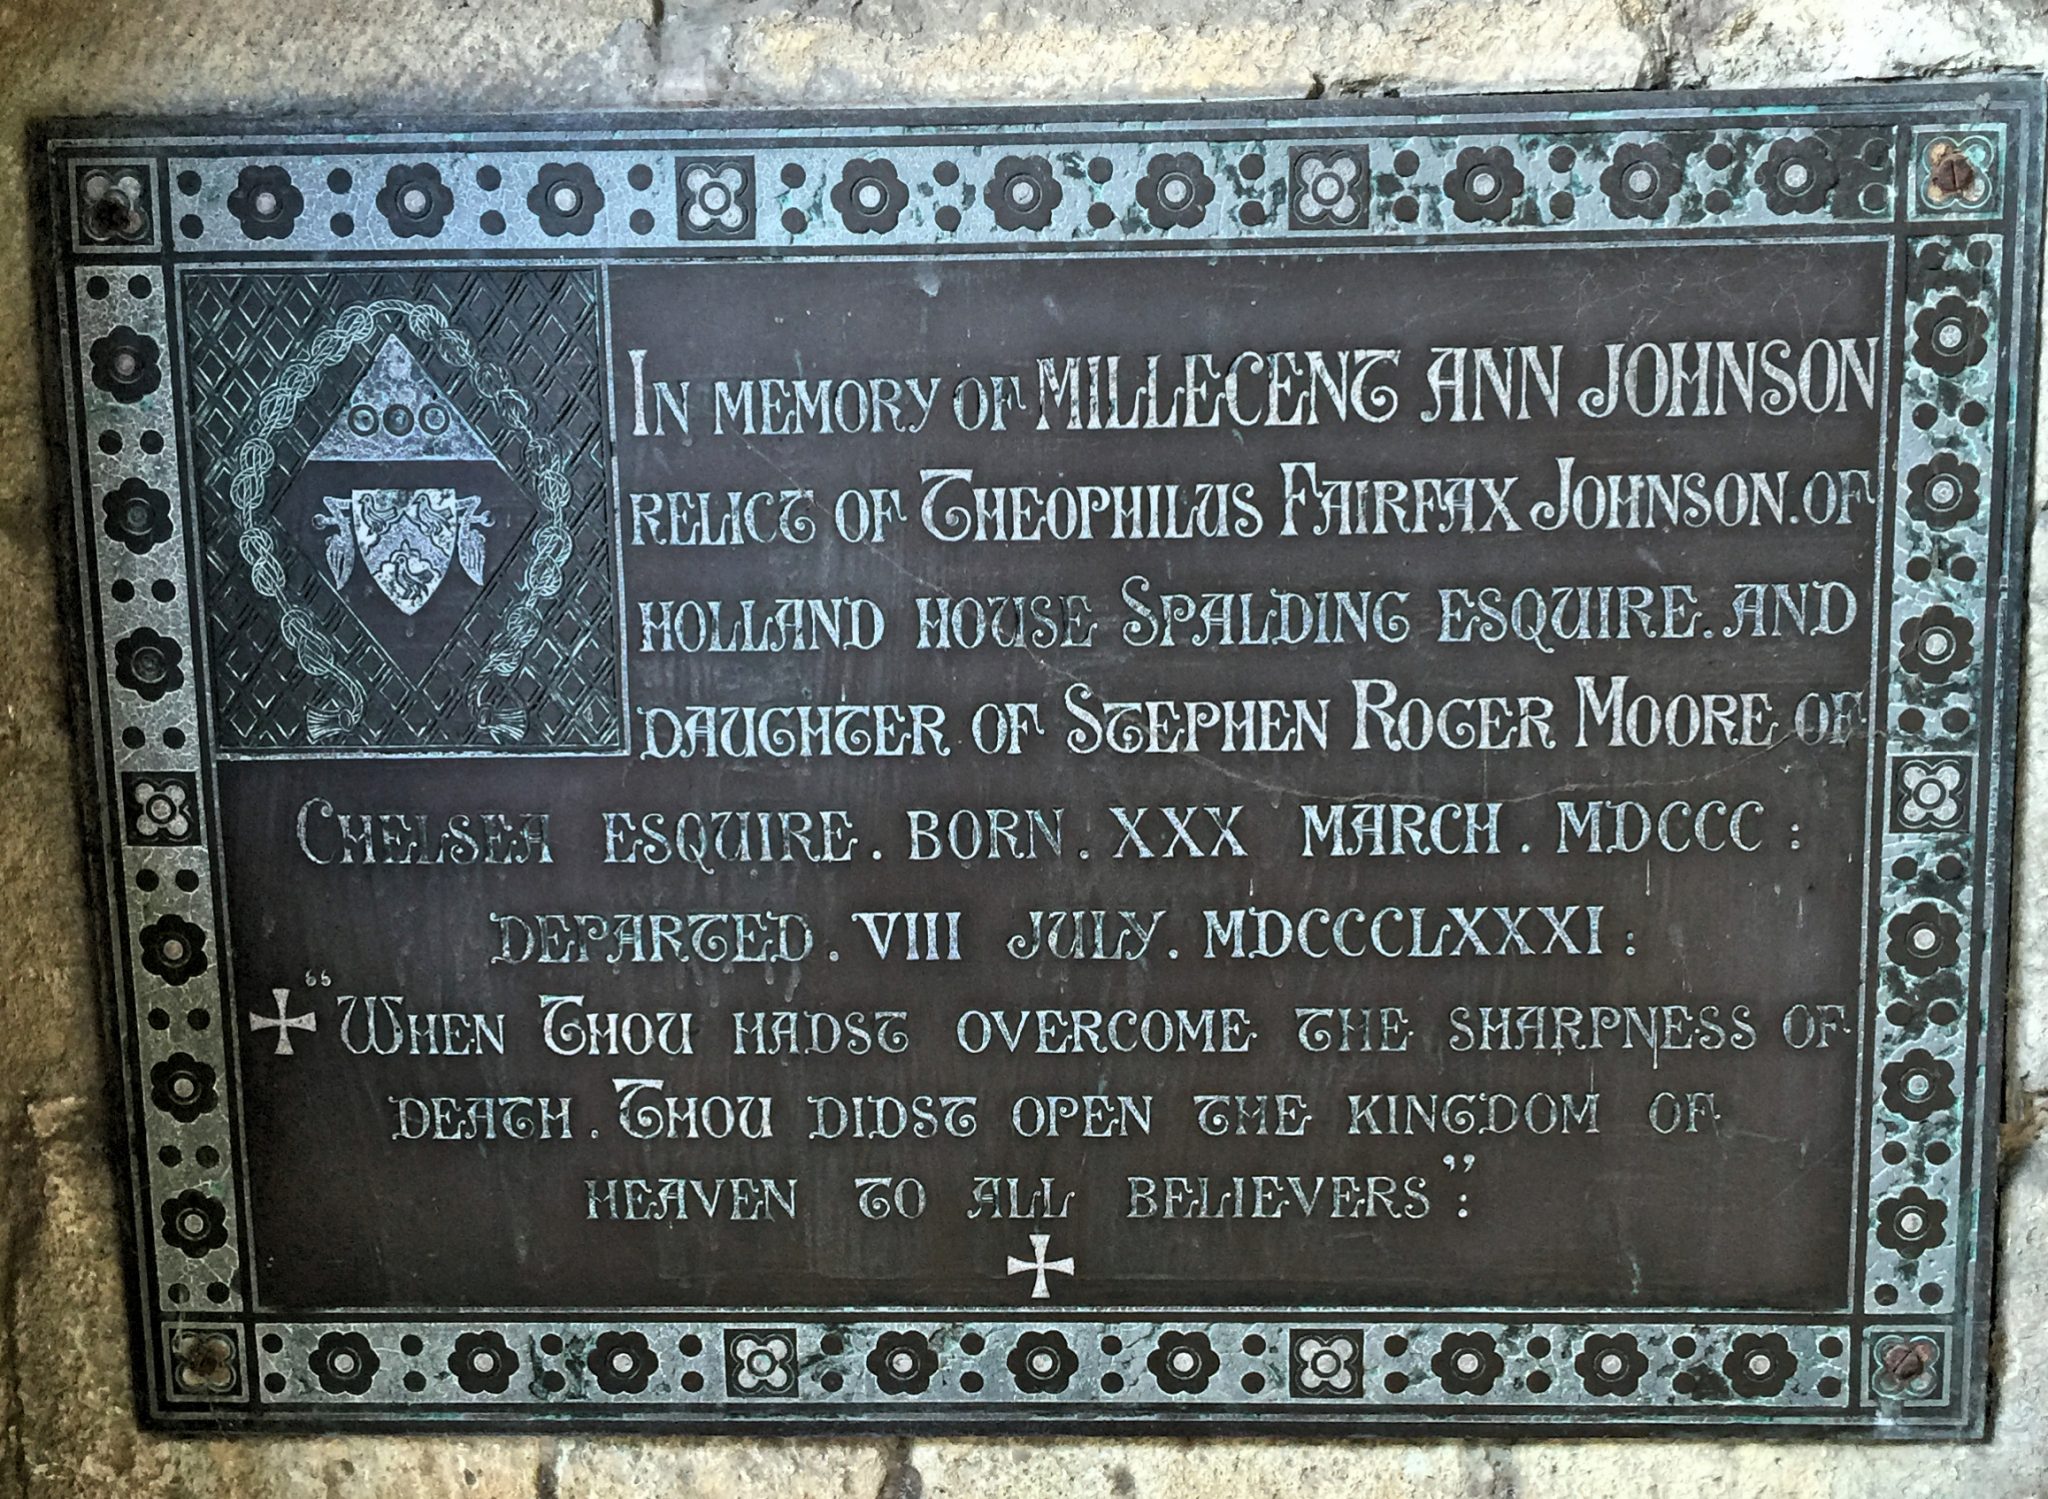 In memory of MILLECENT ANN JOHNSON
relict of Theophilus Fairfax Johnson. of
Holland House Spalding Esquire. and
daughter of Stephen Roger Moore of
Chelsea Esquire. born. XXX March. MDCCC:
departed. VIII July. MDCCCLXXXI:
"When Thou hadst overcome the sharpness of
death. Thou didst open the kingdom of
heaven to all believers":